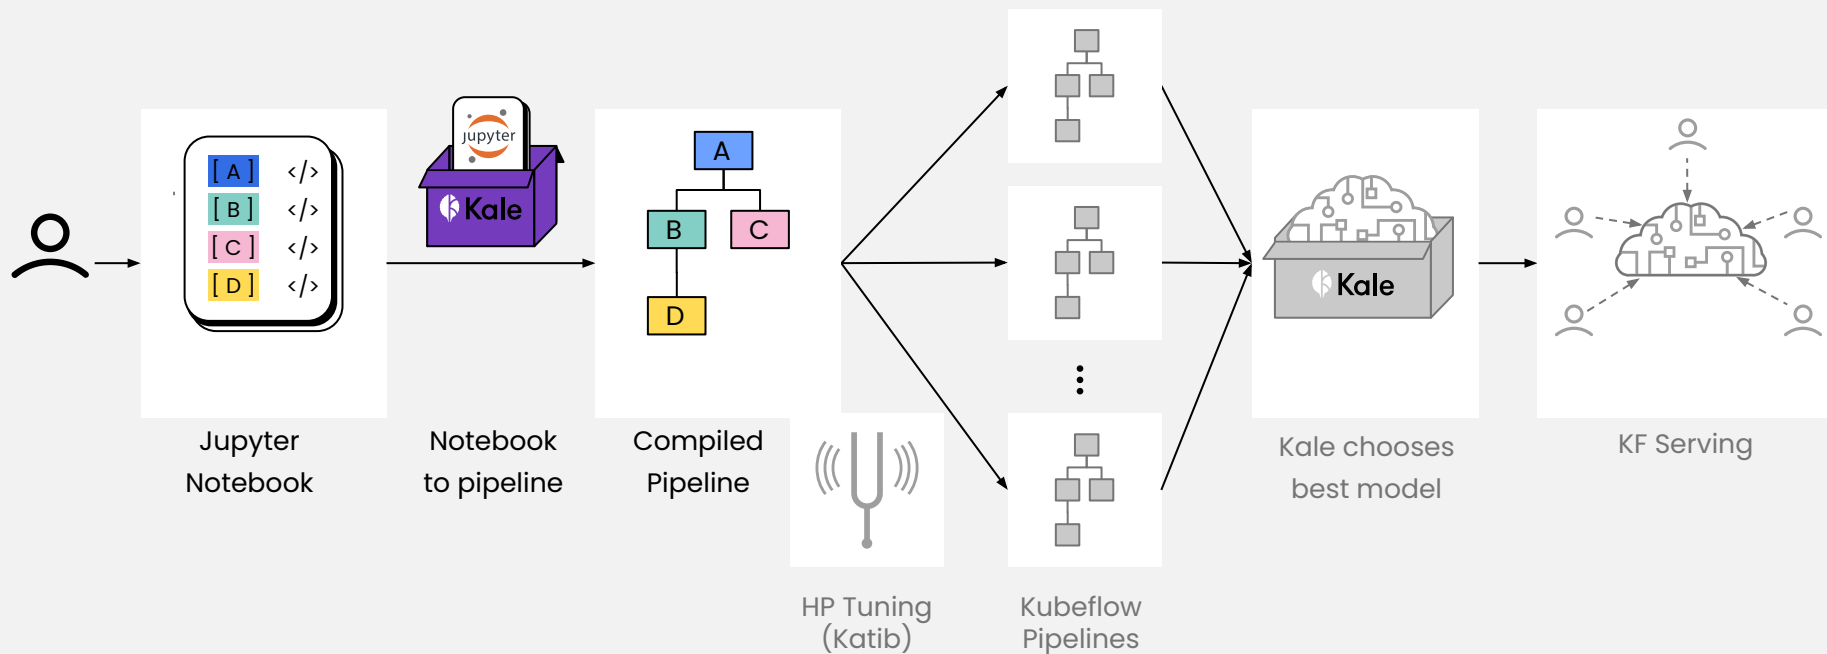 [ A ] </>
[ B ] </>
[ C ] </>
[ D ] </>
Jupyter
Notebook
Jupyter
Kale
Notebook
to pipeline
A
B
C
D
Compiled
Pipeline
HP Tuning
(Katib)
Kubeflow
Pipelines
Kale
Kale chooses
best model
KF Serving